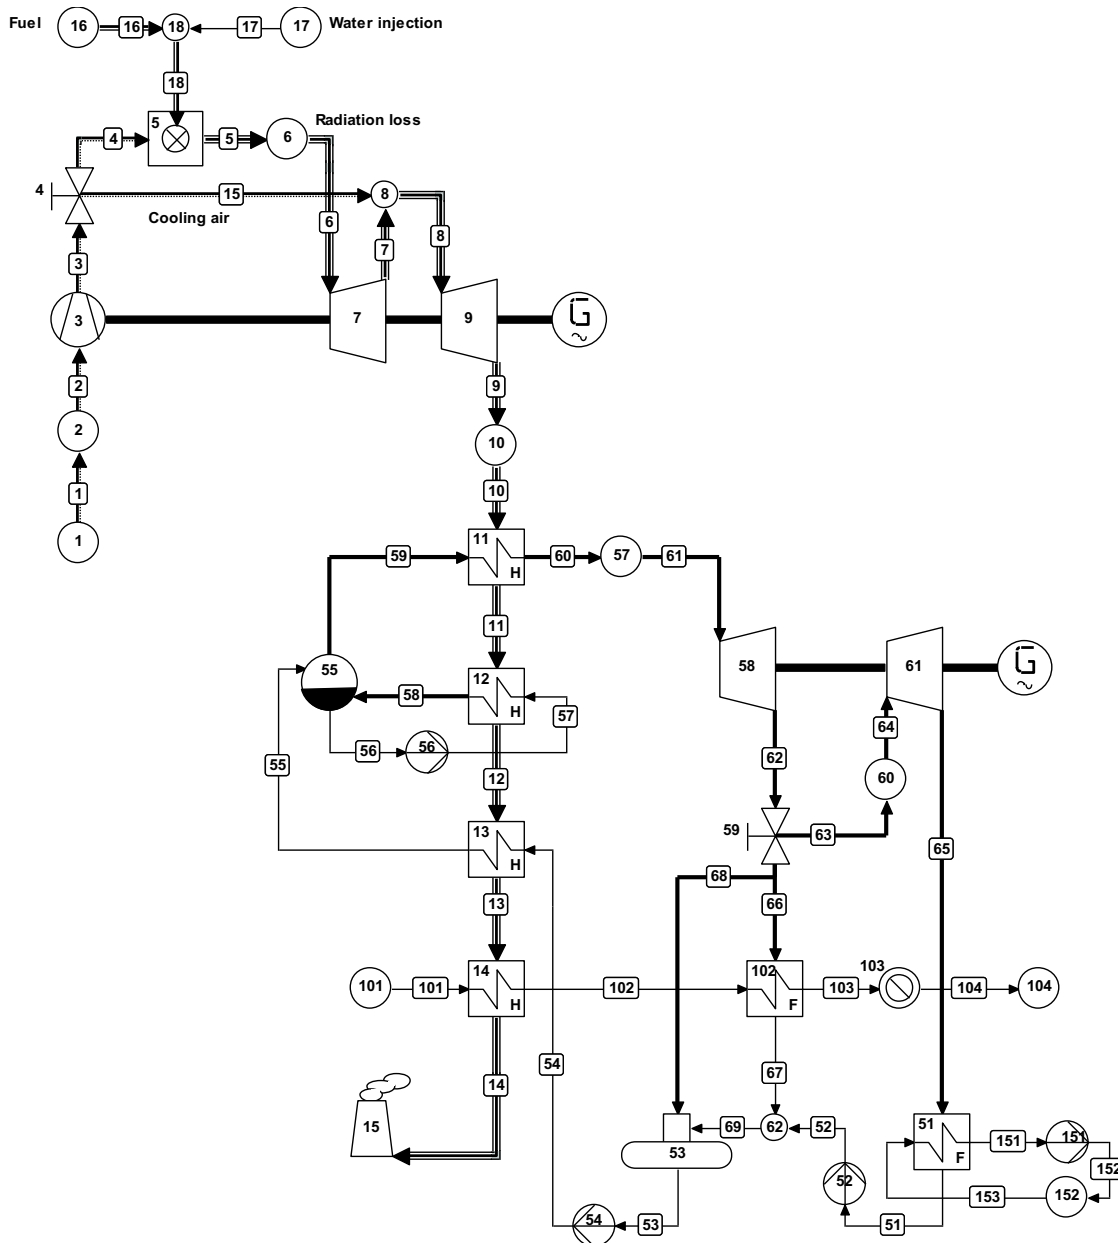 Fuel 16 16 18 17 17 Water injection
18
5
4 5 6 Radiation loss
4 15 8
Cooling air 6 7 8
3
3 7 9 G
2 9
2 10
1 10
1
11 H
59 60 57 61
11
55 12 H
58 57
56 56
58 61 G
55 12 62 64
60
13 H
59 63
65
13 68 66
101 101 14 H 102 102 F 103 103 104 104
14 54 67
15 53 69 62 52 51 F 151 151
152
52 153 152
54 53 51